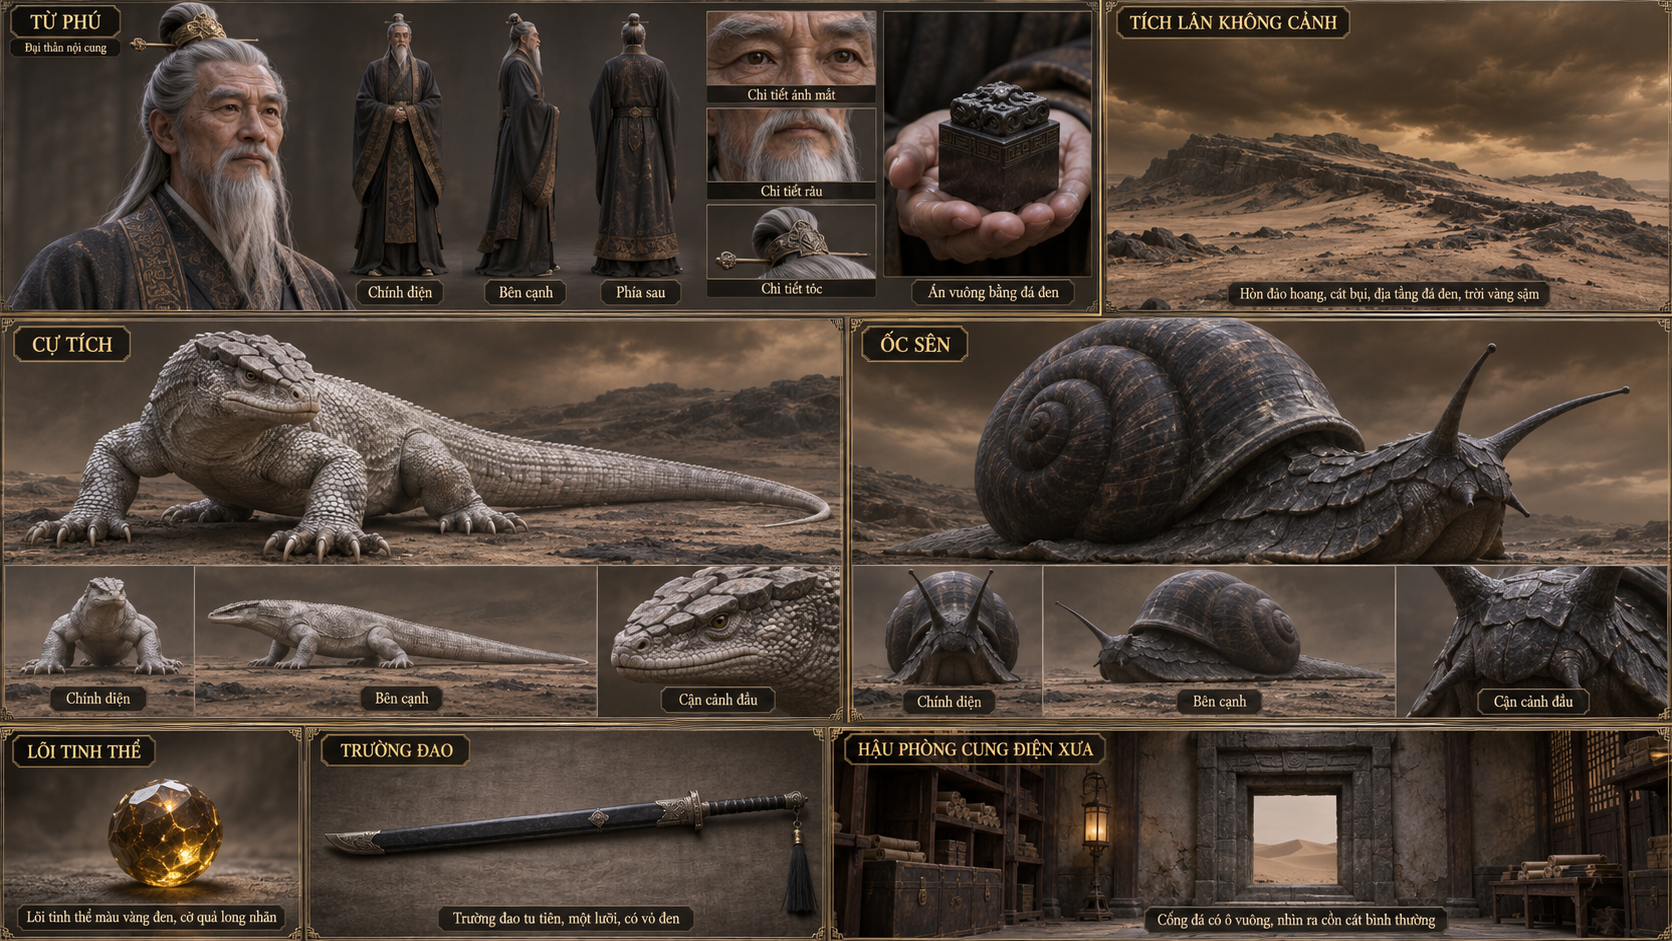 TỪ PHÚ
Đại thần nội cung
Chính diện
Bên cạnh
Phía sau
Chi tiết ánh mắt
Chi tiết râu
Chi tiết tóc
Án vuông bằng đá đen
TÍCH LÂN KHÔNG CẢNH
Hòn đảo hoang, cát bụi, địa tầng đá đen, trời vàng sậm
CỰ TÍCH
Chính diện
Bên cạnh
Cận cảnh đầu
ỐC SÊN
Chính diện
Bên cạnh
Cận cảnh đầu
LÕI TINH THỂ
Lõi tinh thể màu vàng đen, cỡ quả long nhãn
TRƯỜNG ĐAO
Trường đao tu tiên, một lưỡi, có vỏ đen
HẬU PHÒNG CUNG ĐIỆN XƯA
Cổng đá có ô vuông, nhìn ra cồn cát bình thường